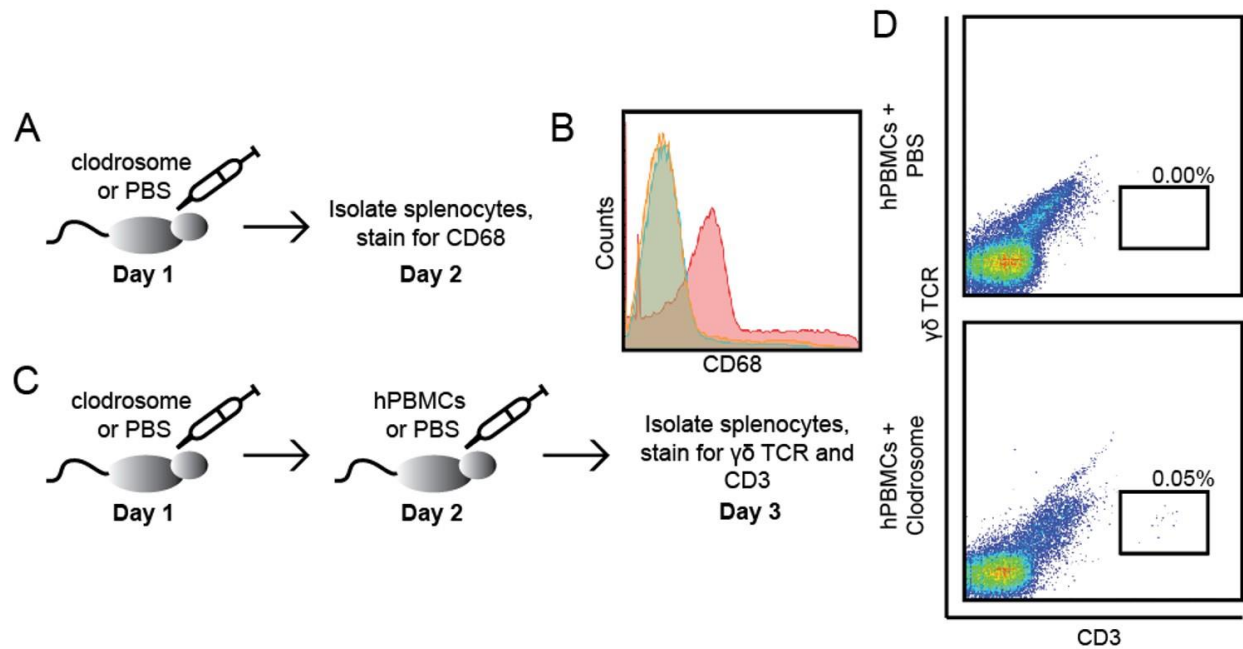 A
clodrosome
or PBS
Day 1
Isolate splenocytes,
stain for CD68
Day 2
B
Counts
CD68
C
clodrosome
or PBS
Day 1
hPBMCs
or PBS
Day 2
Isolate splenocytes,
stain for γδ TCR and
CD3
Day 3
D
hPBMCs +
PBS
0.00%
γδ TCR
hPBMCs +
Clodrosome
0.05%
CD3